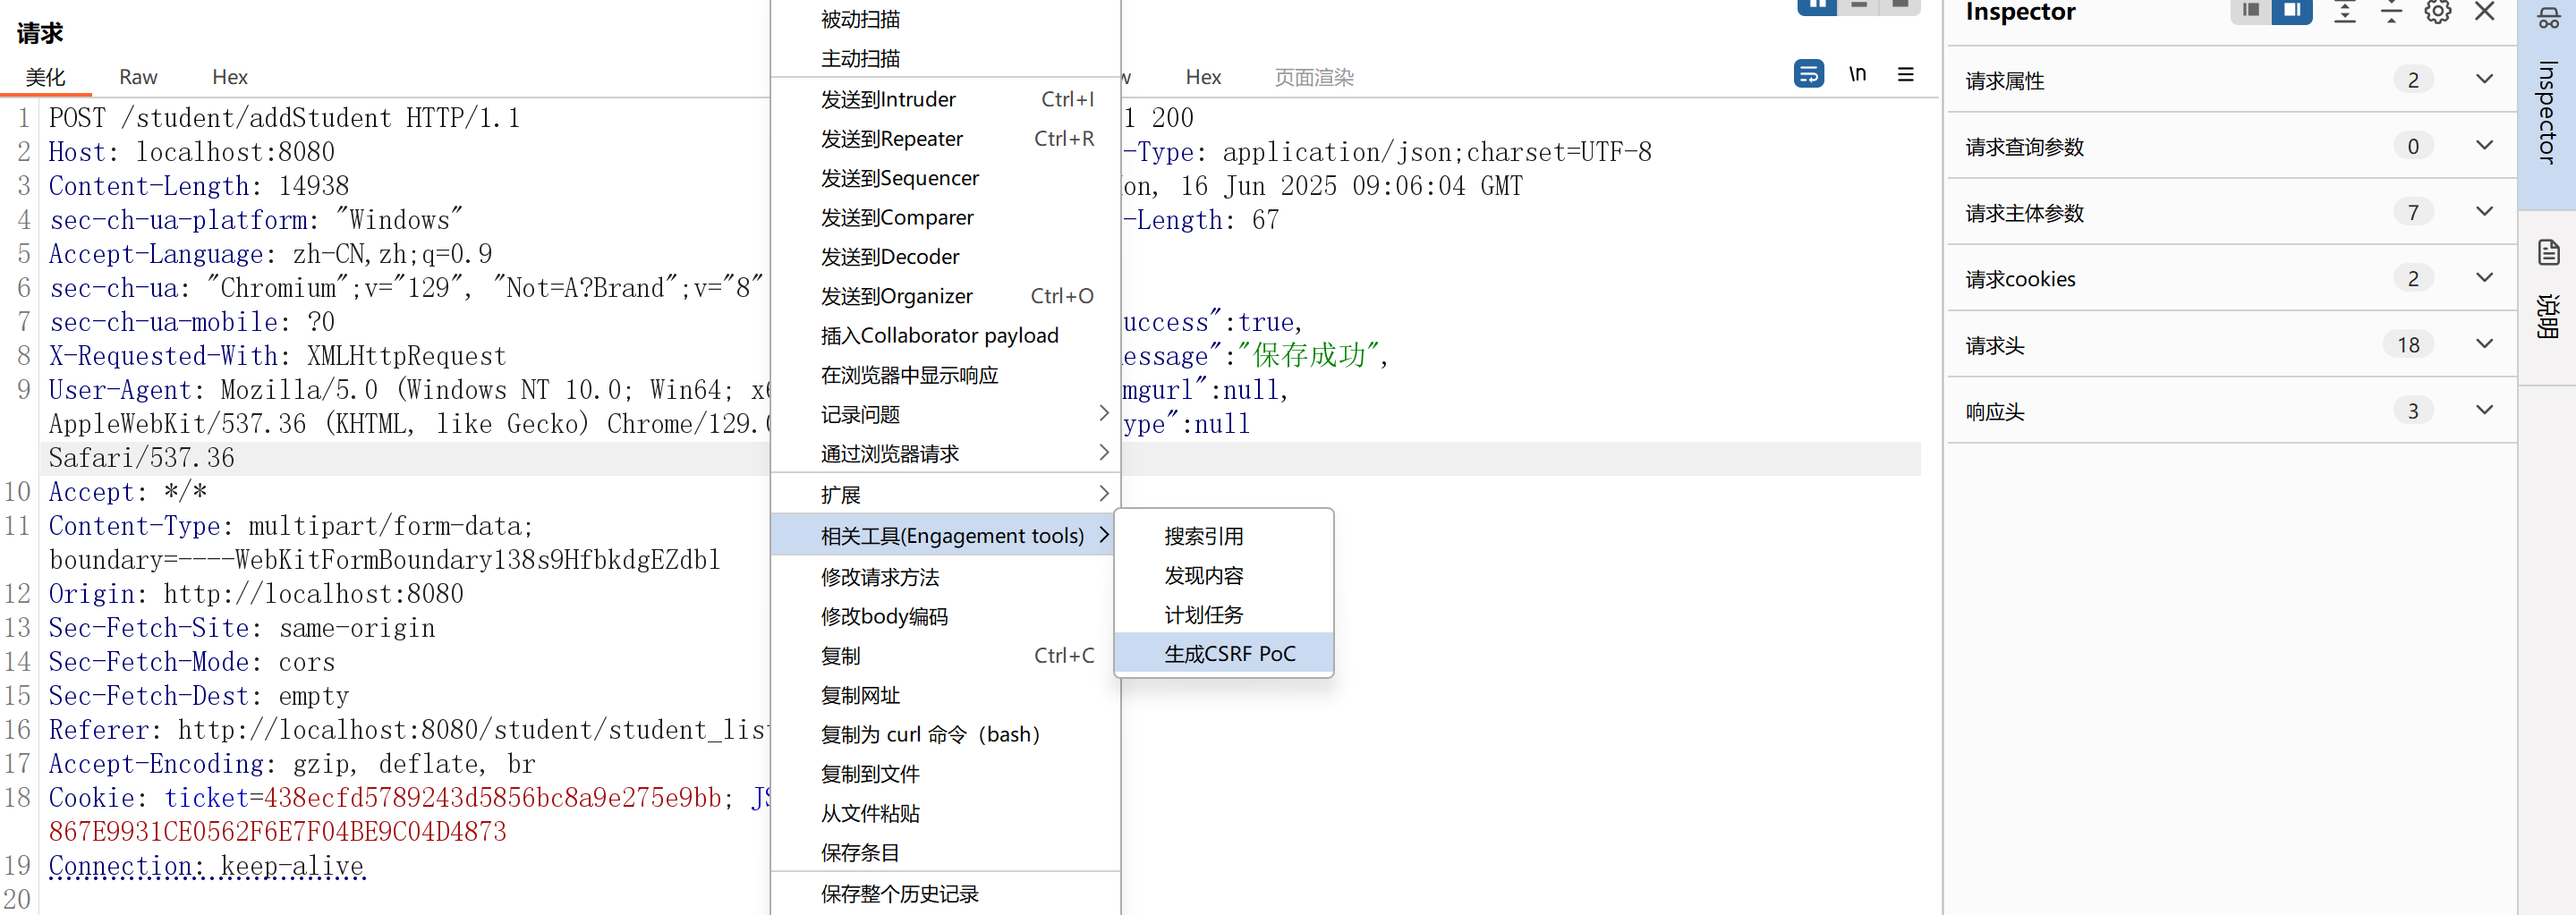 请求
美化 Raw Hex
1 POST /student/addStudent HTTP/1.1
2 Host: localhost:8080
3 Content-Length: 14938
4 sec-ch-ua-platform: "Windows"
5 Accept-Language: zh-CN,zh;q=0.9
6 sec-ch-ua: "Chromium";v="129", "Not=A?Brand";v="8"
7 sec-ch-ua-mobile: ?0
8 X-Requested-With: XMLHttpRequest
9 User-Agent: Mozilla/5.0 (Windows NT 10.0; Win64; x6
AppleWebKit/537.36 (KHTML, like Gecko) Chrome/129.0
Safari/537.36
10 Accept: */*
11 Content-Type: multipart/form-data;
boundary=----WebKitFormBoundary138s9HfbkdgEZdbl
12 Origin: http://localhost:8080
13 Sec-Fetch-Site: same-origin
14 Sec-Fetch-Mode: cors
15 Sec-Fetch-Dest: empty
16 Referer: http://localhost:8080/student/student_lis
17 Accept-Encoding: gzip, deflate, br
18 Cookie: ticket=438ecfd5789243d5856bc8a9e275e9bb; JS
867E9931CE0562F6E7F04BE9C04D4873
19 Connection: keep-alive
20
被动扫描
主动扫描
发送到Intruder Ctrl+I
发送到Repeater Ctrl+R
发送到Sequencer
发送到Comparer
发送到Decoder
发送到Organizer Ctrl+O
插入Collaborator payload
在浏览器中显示响应
记录问题
通过浏览器请求
扩展
相关工具(Engagement tools)
修改请求方法
修改body编码
复制 Ctrl+C
复制网址
复制为 curl 命令（bash）
复制到文件
从文件粘贴
保存条目
保存整个历史记录
搜索引用
发现内容
计划任务
生成CSRF PoC
Hex 页面渲染
\n
1 200
-Type: application/json;charset=UTF-8
on, 16 Jun 2025 09:06:04 GMT
-Length: 67
uccess":true,
essage":"保存成功",
mgurl":null,
ype":null
Inspector
请求属性 2
请求查询参数 0
请求主体参数 7
请求cookies 2
请求头 18
响应头 3
Inspector
说明